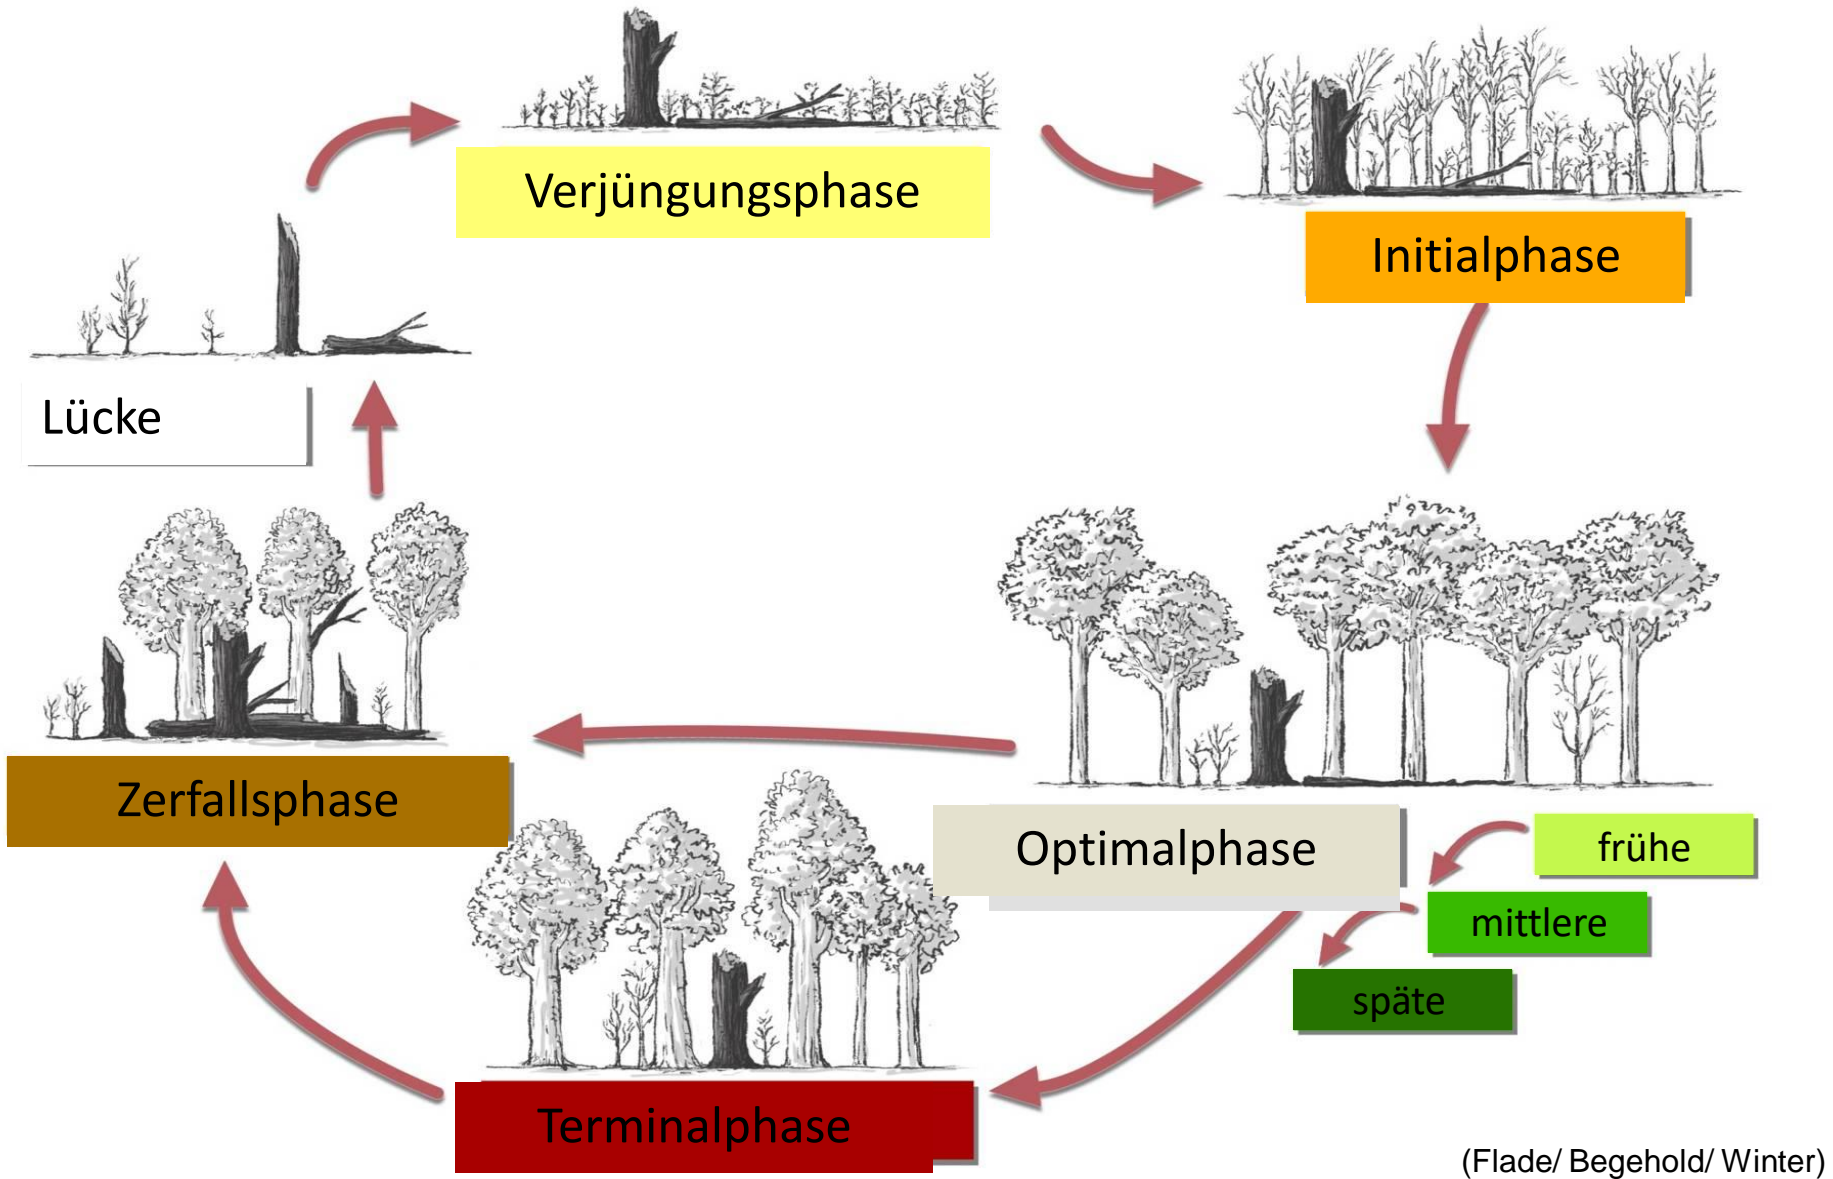 Verjüngungsphase
Initialphase
Lücke
Zerfallsphase
Optimalphase
frühe
mittlere
späte
Terminalphase
(Flade/ Begehold/ Winter)